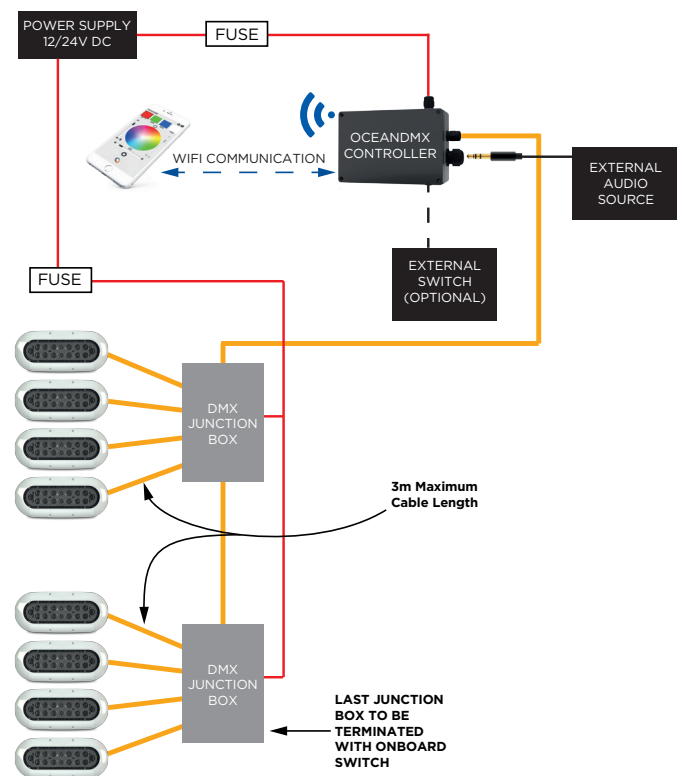 POWER SUPPLY
12/24V DC
FUSE
OCEANDMX
CONTROLLER
WIFI COMMUNICATION
EXTERNAL
AUDIO
SOURCE
EXTERNAL
SWITCH
(OPTIONAL)
FUSE
DMX
JUNCTION
BOX
3m Maximum
Cable Length
DMX
JUNCTION
BOX
LAST JUNCTION
BOX TO BE
TERMINATED
WITH ONBOARD
SWITCH